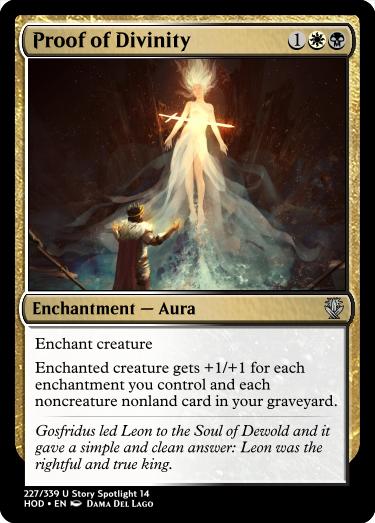 Proof of Divinity 1
Enchantment — Aura
Enchant creature
Enchanted creature gets +1/+1 for each
enchantment you control and each
noncreature nonland card in your graveyard.
Gosfridus led Leon to the Soul of Dewold and it
gave a simple and clean answer: Leon was the
rightful and true king.
227/339 U Story Spotlight 14
HOD • EN Dama Del Lago